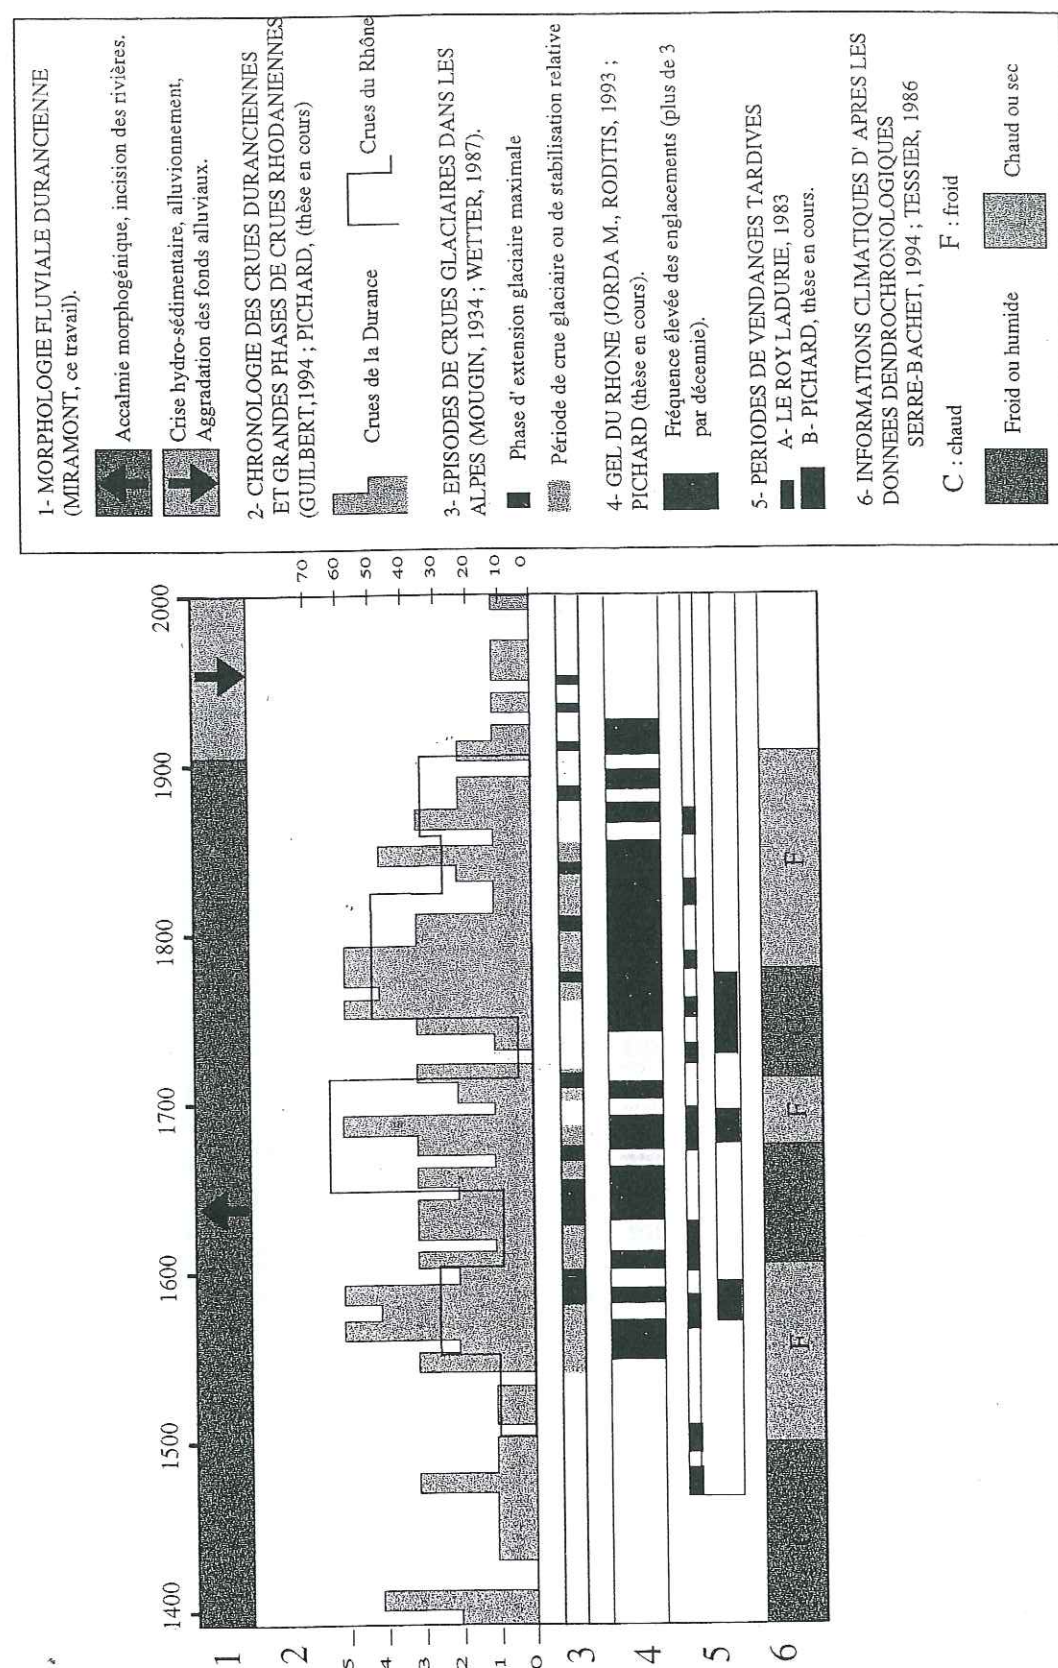 1- MORPHOLOGIE FLUVIALE DURANCIENNE
(MIRAMONT, ce travail).
Accalmie morphogénique, incision des rivières.
Crise hydro-sédimentaire, alluvionnement,
Aggradation des fonds alluviaux.
2- CHRONOLOGIE DES CRUES DURANCIENNES
ET GRANDES PHASES DE CRUES RHODANIENNES
(GUILBERT,1994 ; PICHARD, (thèse en cours)
Crues de la Durance
Crues du Rhône
3- EPISODES DE CRUES GLACIAIRES DANS LES
ALPES (MOUGIN, 1934 ; WETTER, 1987).
Phase d' extension glaciaire maximale
Période de crue glaciaire ou de stabilisation relative
4- GEL DU RHONE (JORDA M., RODITIS, 1993 ;
PICHARD (thèse en cours).
Fréquence élevée des englacements (plus de 3
par décennie).
5- PERIODES DE VENDANGES TARDIVES
A- LE ROY LADURIE, 1983
B- PICHARD, thèse en cours.
6- INFORMATIONS CLIMATIQUES D' APRES LES
DONNEES DENDROCHRONOLOGIQUES
SERRE-BACHET, 1994 ; TESSIER, 1986
C : chaud
F : froid
Froid ou humide
Chaud ou sec
1400
1500
1600
1700
1800
1900
2000
1
2
5
4
3
2
1
0
70
60
50
40
30
20
10
0
3
4
5
6
F
F
F